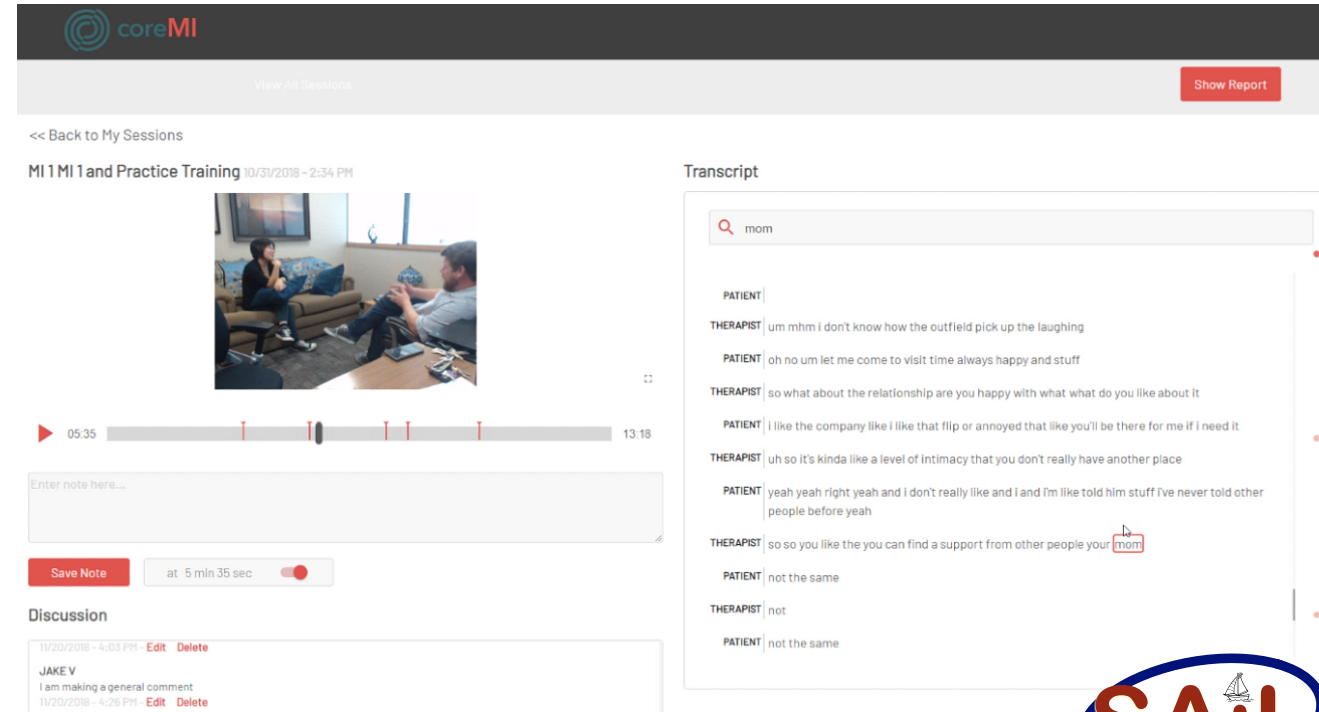 coreMI
View All Sessions
Show Report
<< Back to My Sessions
MI 1 MI 1 and Practice Training 10/31/2018 - 2:34 PM
05:35
13:18
Enter note here...
Save Note
at 5 min 35 sec
Discussion
11/20/2018 - 4:03 PM - Edit Delete
JAKE V
I am making a general comment
11/20/2018 - 4:26 PM - Edit Delete
Transcript
mom
PATIENT
THERAPIST um mhm i don't know how the outfield pick up the laughing
PATIENT oh no um let me come to visit time always happy and stuff
THERAPIST so what about the relationship are you happy with what what do you like about it
PATIENT i like the company like i like that flip or annoyed that like you'll be there for me if i need it
THERAPIST uh so it's kinda like a level of intimacy that you don't really have another place
PATIENT yeah yeah right yeah and i don't really like and i and i'm like told him stuff i've never told other
people before yeah
THERAPIST so so you like the you can find a support from other people your mom
PATIENT not the same
THERAPIST not
PATIENT not the same
SAiL